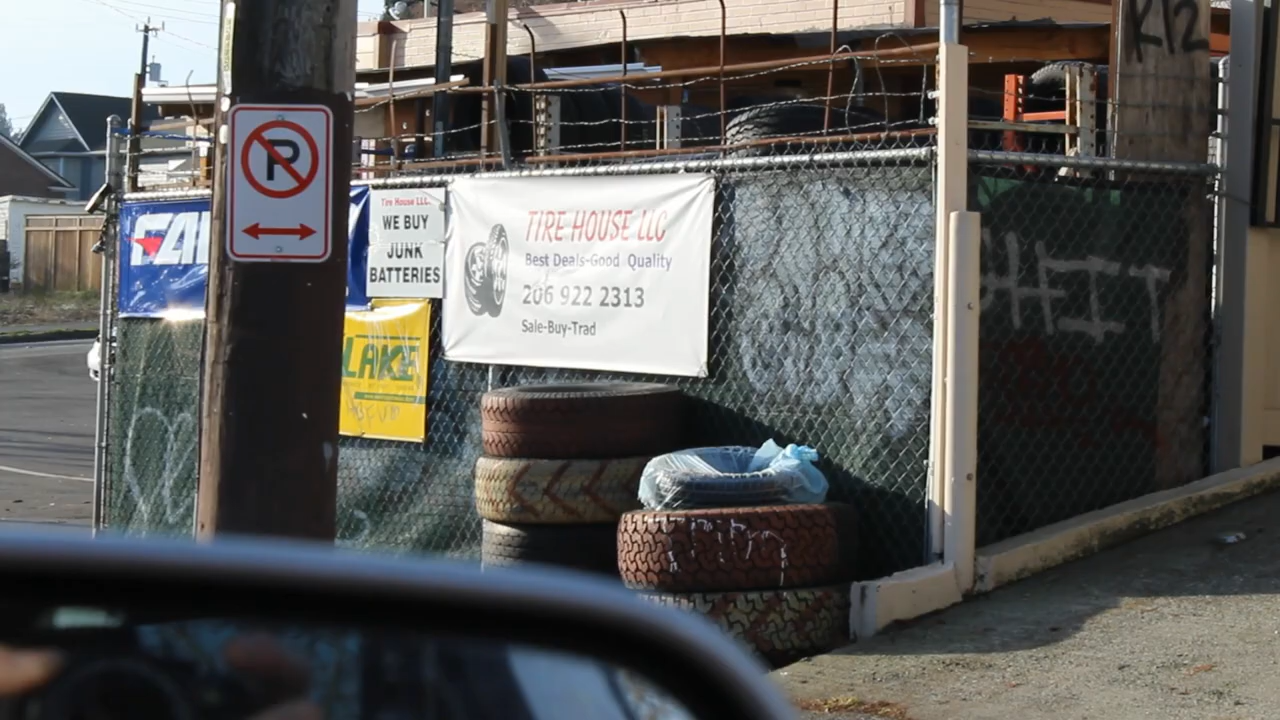 P
FAL
Tire House LLC.
WE BUY
JUNK
BATTERIES
TIRE HOUSE LLC
Best Deals-Good Quality
206 922 2313
Sale-Buy-Trad
LAKE
K12